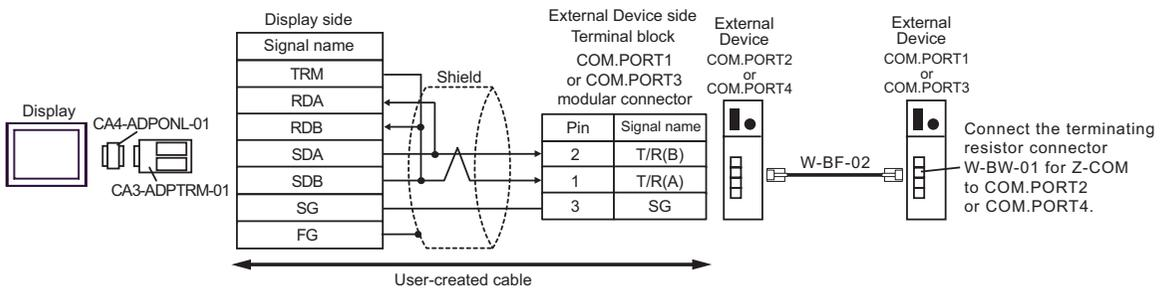 Display
CA4-ADPONL-01
CA3-ADPTRM-01
Display side
Signal name
TRM
RDA
RDB
SDA
SDB
SG
FG
Shield
User-created cable
External Device side
Terminal block
COM.PORT1
or COM.PORT3
modular connector
Pin Signal name
2 T/R(B)
1 T/R(A)
3 SG
External
Device
COM.PORT2
or
COM.PORT4
W-BF-02
External
Device
COM.PORT1
or
COM.PORT3
Connect the terminating
resistor connector
W-BW-01 for Z-COM
to COM.PORT2
or COM.PORT4.